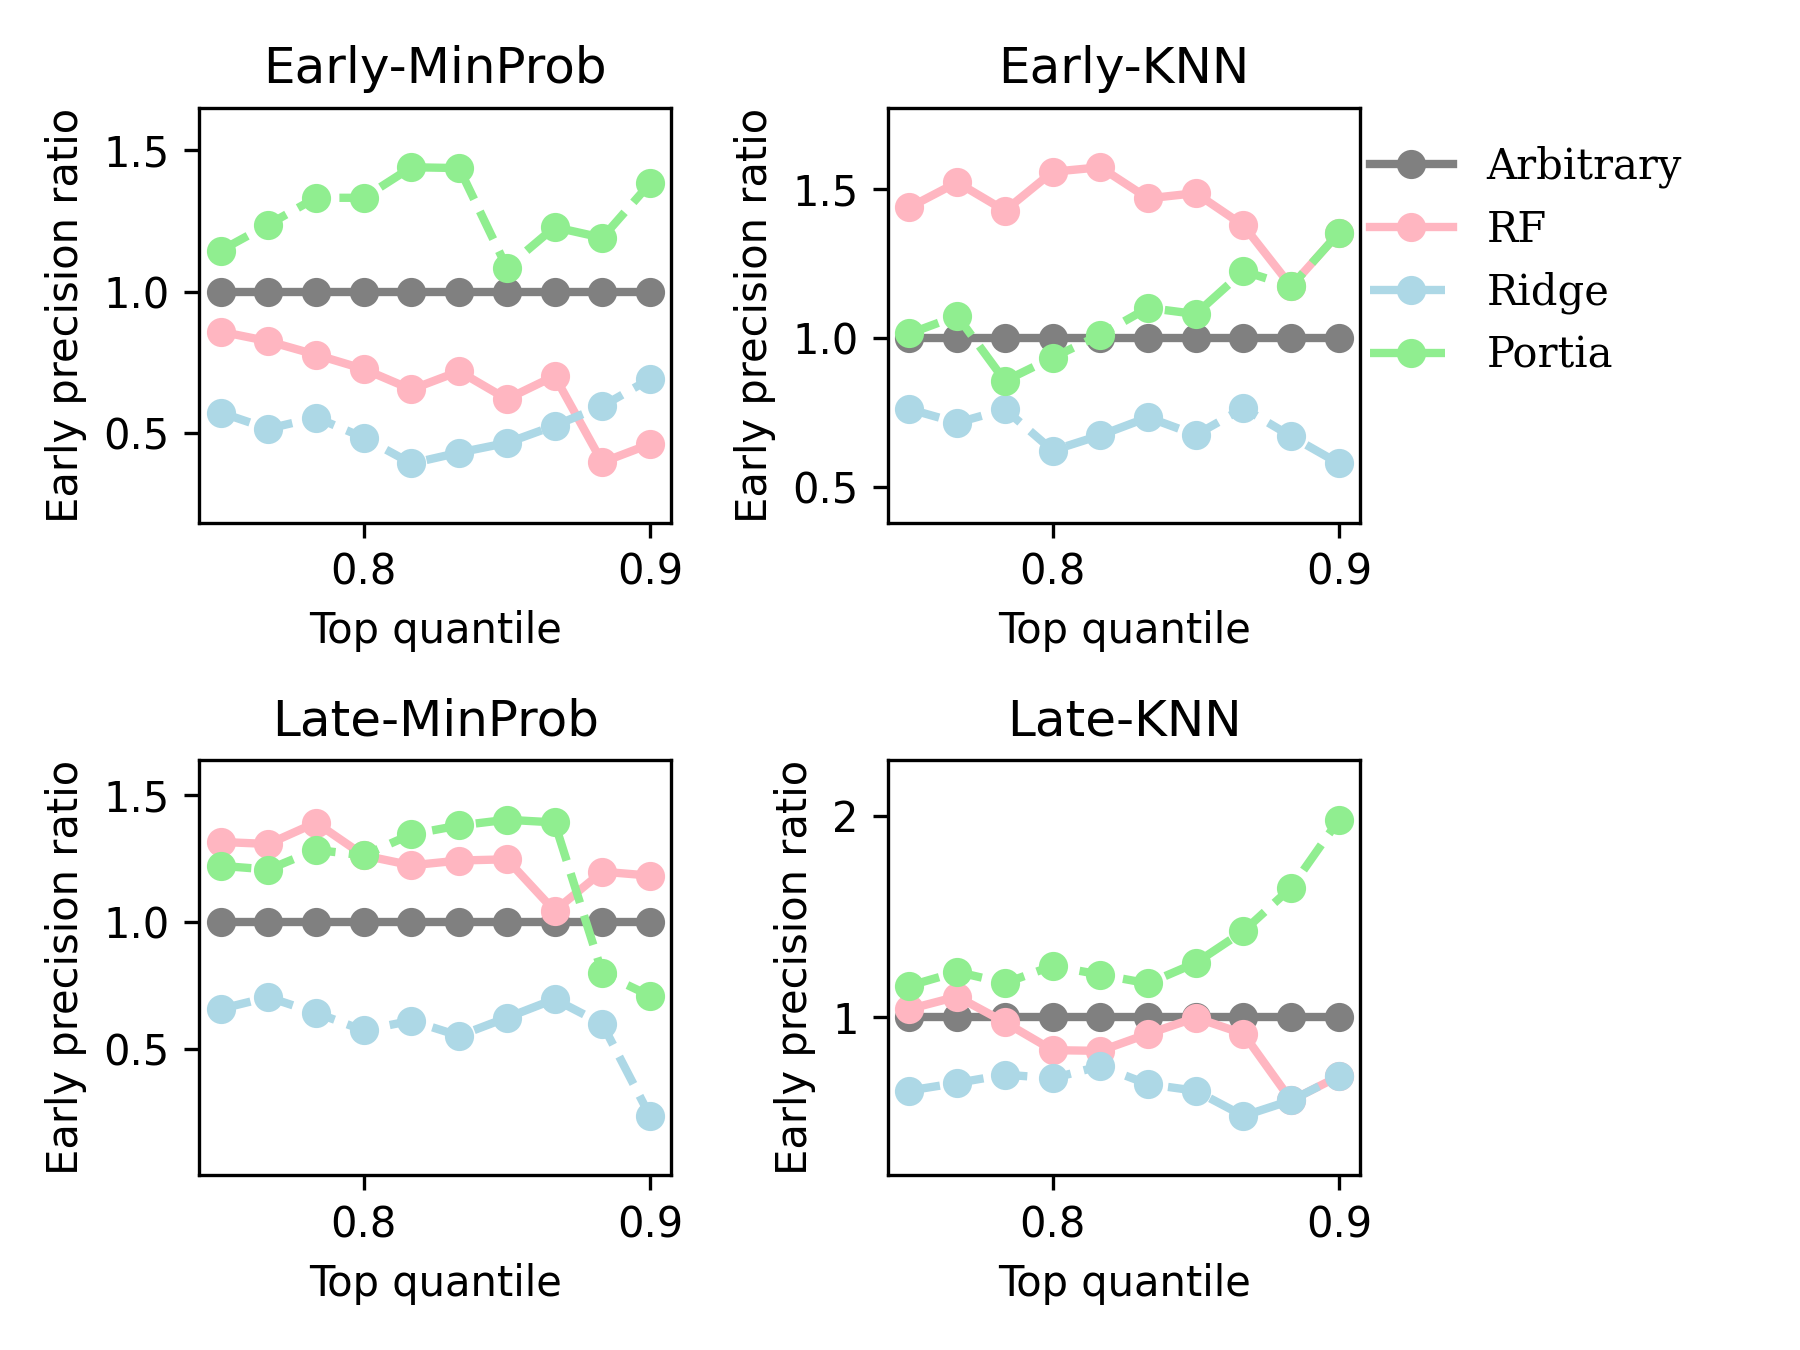 Early-MinProb
Early precision ratio
1.5
1.0
0.5
0.8
0.9
Top quantile
Early-KNN
Early precision ratio
1.5
1.0
0.5
0.8
0.9
Top quantile
Arbitrary
RF
Ridge
Portia
Late-MinProb
Early precision ratio
1.5
1.0
0.5
0.8
0.9
Top quantile
Late-KNN
Early precision ratio
2
1
0.8
0.9
Top quantile